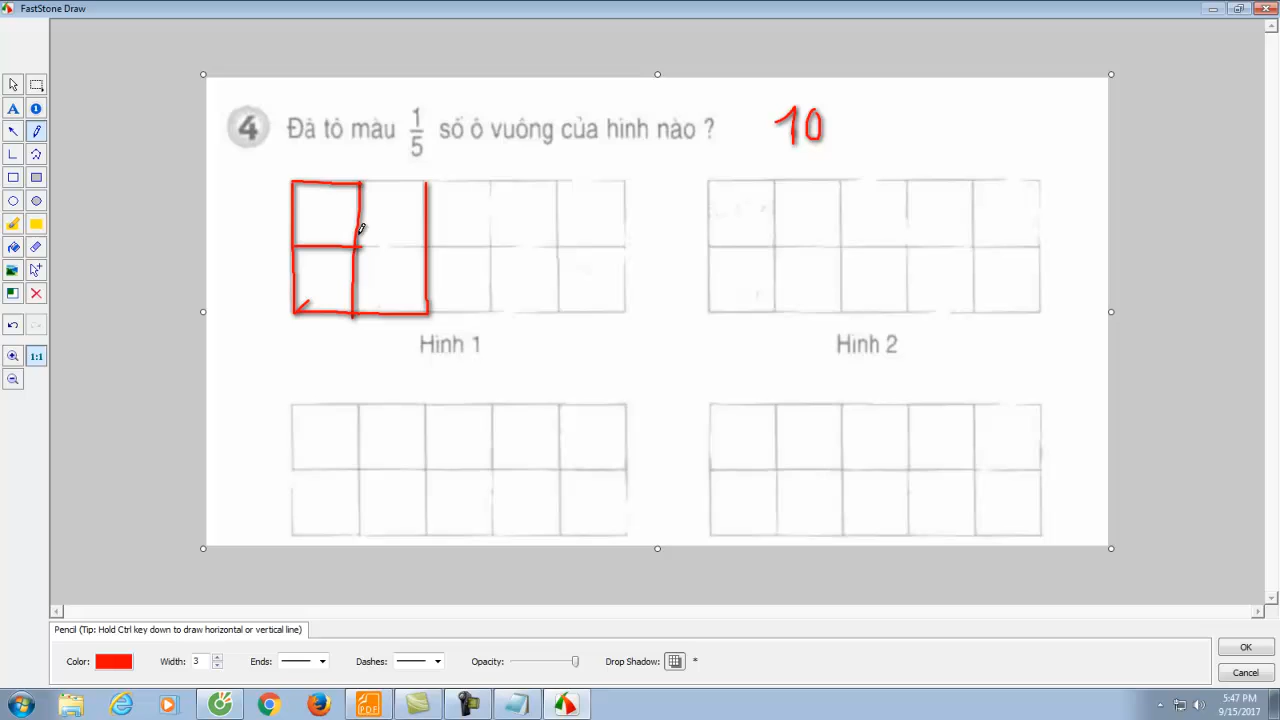 FastStone Draw
4 Đã tô màu 1/5 số ô vuông của hình nào ? 10
Hình 1 Hình 2
Pencil (Tip: Hold Ctrl key down to draw horizontal or vertical line)
Color: Width: 3 Ends: Dashes: Opacity: Drop Shadow: *
OK
Cancel
1:1
PDF
5:47 PM
9/15/2017